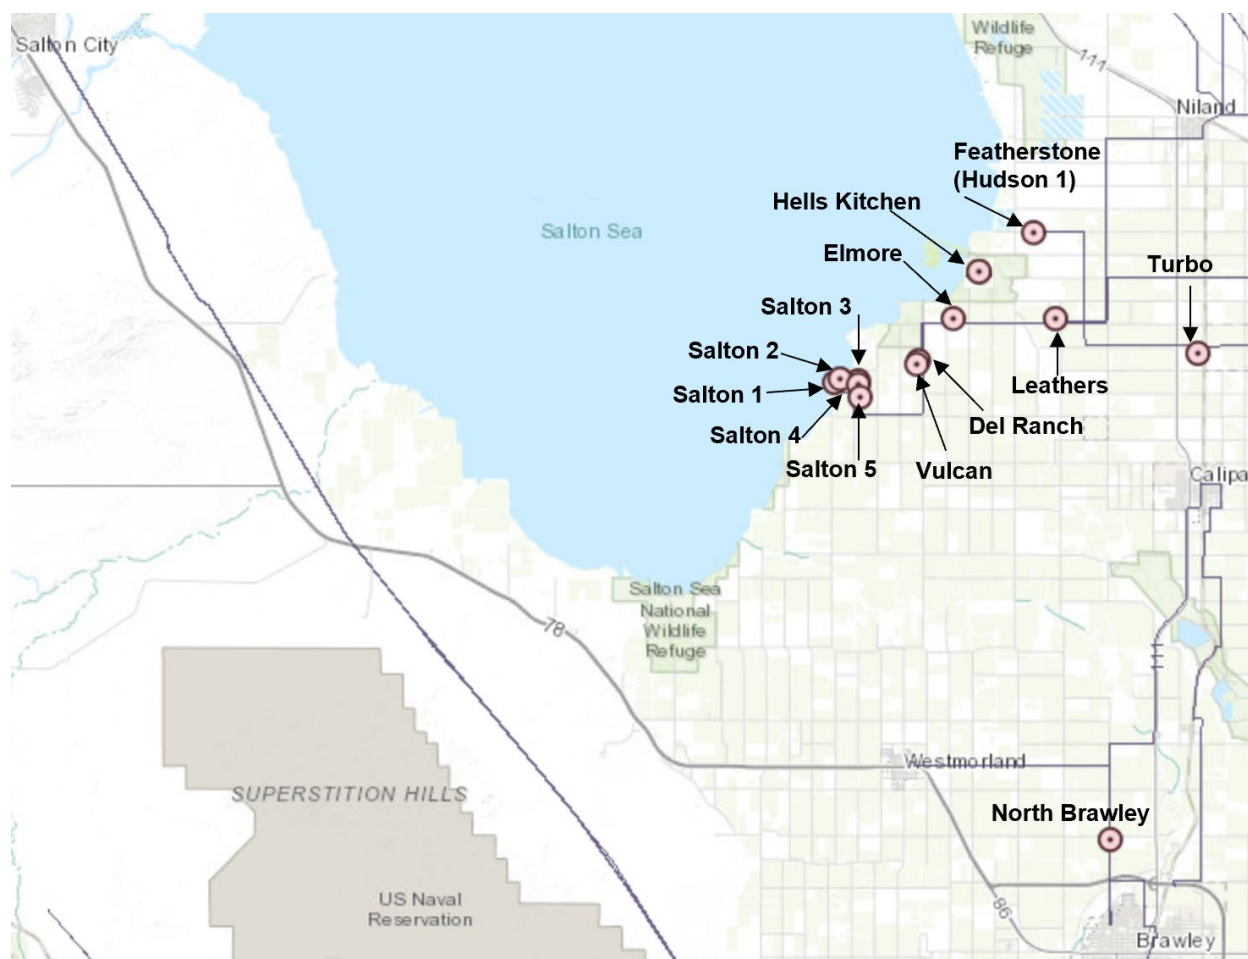 Salton City
Wildlife
Refuge
111
Niland
Featherstone
(Hudson 1)
Hells Kitchen
Salton Sea
Elmore
Turbo
Salton 3
Salton 2
Leathers
Salton 1
Del Ranch
Salton 4
Salton 5
Vulcan
Calipa
Salton Sea
National
Wildlife
Refuge
78
Westmorland
SUPERSTITION HILLS
North Brawley
US Naval
Reservation
86
Brawley